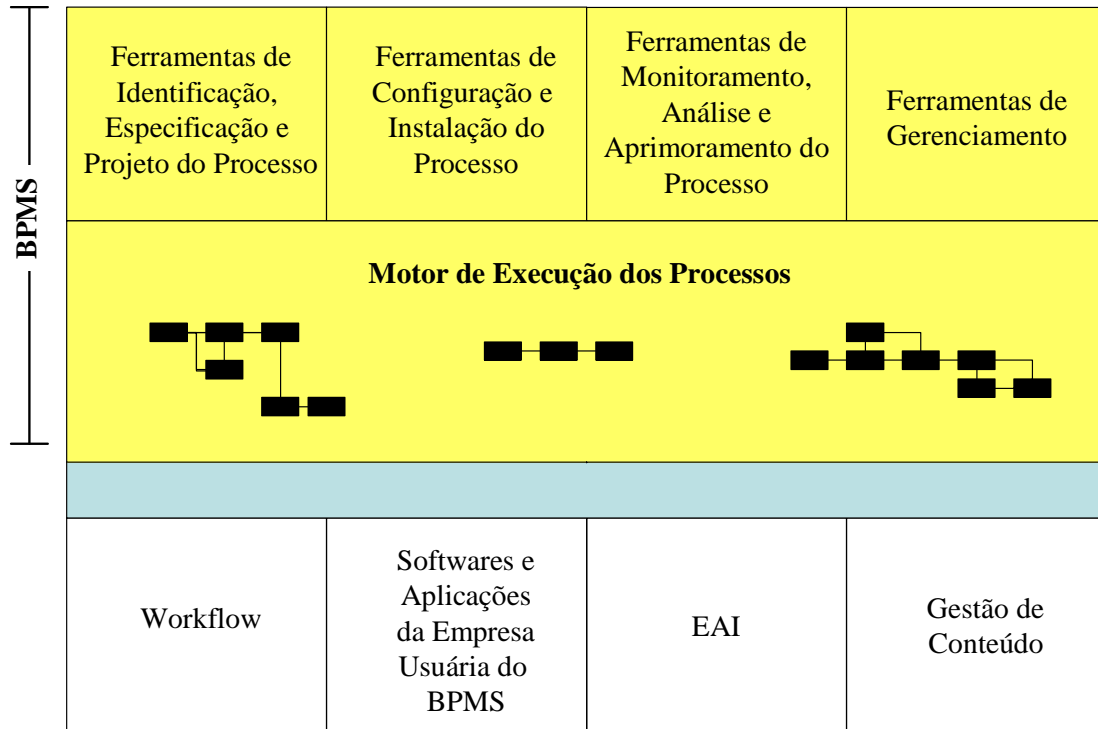 BPMS
Ferramentas de
Identificação,
Especificação e
Projeto do Processo
Ferramentas de
Configuração e
Instalação do
Processo
Ferramentas de
Monitoramento,
Análise e
Aprimoramento do
Processo
Ferramentas de
Gerenciamento
Motor de Execução dos Processos
Workflow
Softwares e
Aplicações
da Empresa
Usuária do
BPMS
EAI
Gestão de
Conteúdo